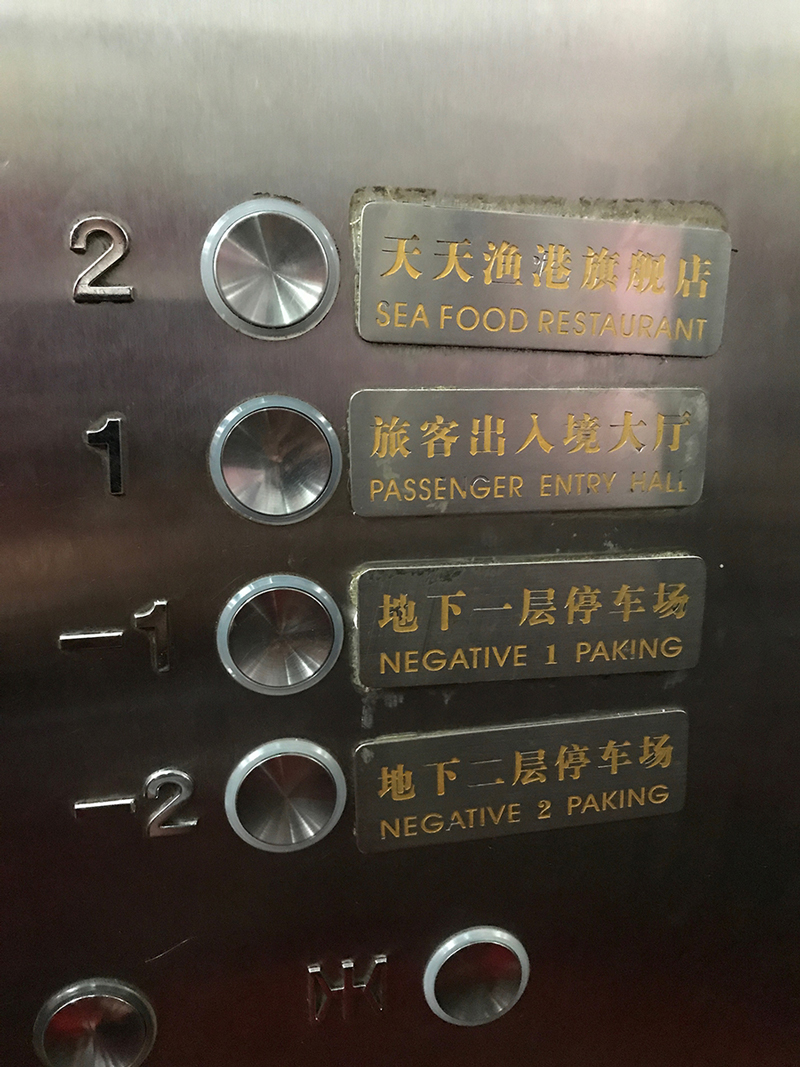 2
天天渔港旗舰店
SEA FOOD RESTAURANT
1
旅客出入境大厅
PASSENGER ENTRY HALL
-1
地下一层停车场
NEGATIVE 1 PAKING
-2
地下二层停车场
NEGATIVE 2 PAKING